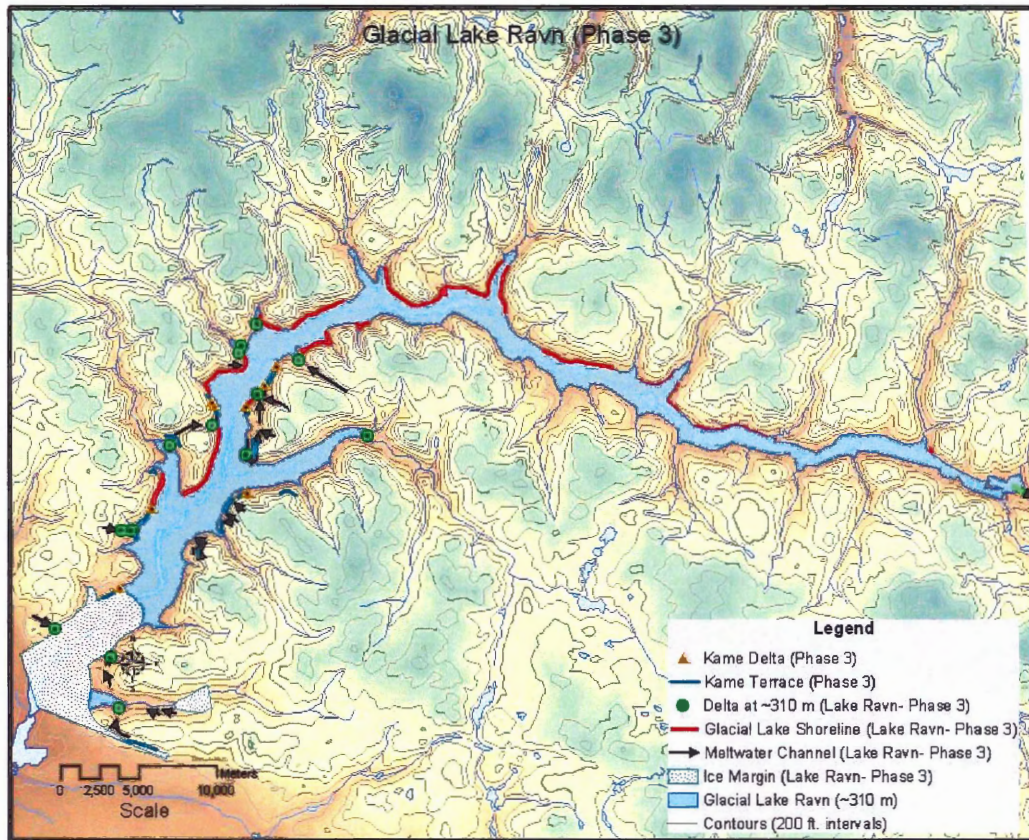 Glacial Lake Ravn (Phase 3)
Legend
Kame Delta (Phase 3)
Kame Terrace (Phase 3)
Delta at ~310 m (Lake Ravn- Phase 3)
Glacial Lake Shoreline (Lake Ravn- Phase 3)
Meltwater Channel (Lake Ravn- Phase 3)
Ice Margin (Lake Ravn- Phase 3)
Glacial Lake Ravn (~310 m)
Contours (200 ft. intervals)
Meters
0 2,500 5,000 10,000
Scale